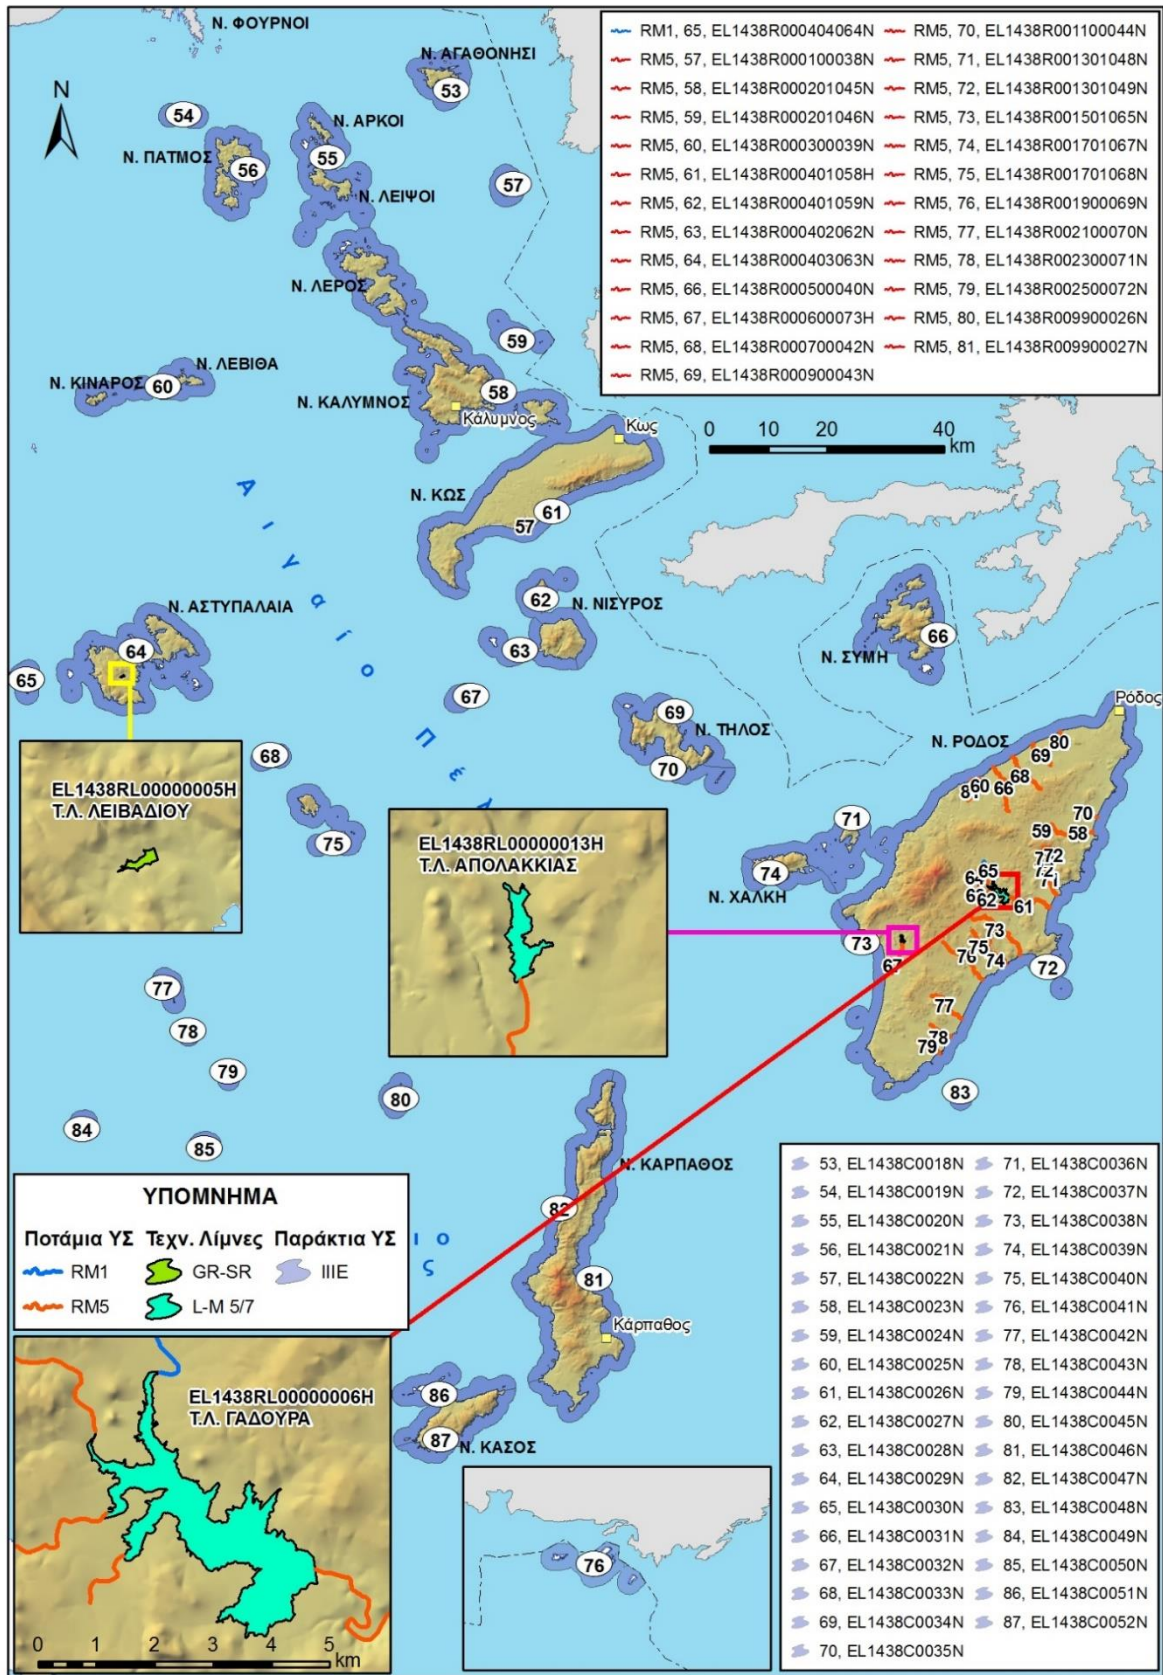 Ν. ΦΟΥΡΝΟΙ
Ν. ΑΓΑΘΟΝΗΣΙ
53
N
54
Ν. ΑΡΚΟΙ
Ν. ΠΑΤΜΟΣ
55
56
57
Ν. ΛΕΙΨΟΙ
Ν. ΛΕΡΟΣ
59
Ν. ΛΕΒΙΘΑ
Ν. ΚΙΝΑΡΟΣ
60
58
Ν. ΚΑΛΥΜΝΟΣ
Κάλυμνος
Κως
Ν. ΚΩΣ
61
57
RM1, 65, EL1438R000404064N
RM5, 57, EL1438R000100038N
RM5, 58, EL1438R000201045N
RM5, 59, EL1438R000201046N
RM5, 60, EL1438R000300039N
RM5, 61, EL1438R000401058H
RM5, 62, EL1438R000401059N
RM5, 63, EL1438R000402062N
RM5, 64, EL1438R000403063N
RM5, 66, EL1438R000500040N
RM5, 67, EL1438R000600073H
RM5, 68, EL1438R000700042N
RM5, 69, EL1438R000900043N
RM5, 70, EL1438R001100044N
RM5, 71, EL1438R001301048N
RM5, 72, EL1438R001301049N
RM5, 73, EL1438R001501065N
RM5, 74, EL1438R001701067N
RM5, 75, EL1438R001701068N
RM5, 76, EL1438R001900069N
RM5, 77, EL1438R002100070N
RM5, 78, EL1438R002300071N
RM5, 79, EL1438R002500072N
RM5, 80, EL1438R009900026N
RM5, 81, EL1438R009900027N
0 20 40
km
Αιγαίο
Πέλ
62
Ν. ΝΙΣΥΡΟΣ
63
Ν. ΑΣΤΥΠΑΛΑΙΑ
64
65
66
Ν. ΣΥΜΗ
67
68
69
Ν. ΤΗΛΟΣ
70
Ρόδος
Ν. ΡΟΔΟΣ
EL1438RL00000005H
Τ.Λ. ΛΕΙΒΑΔΙΟΥ
75
EL1438RL00000013H
Τ.Λ. ΑΠΟΛΑΚΚΙΑΣ
71
74
Ν. ΧΑΛΚΗ
80
69
68
60
66
70
59
58
72
65
62
61
73
73
75
76
74
72
67
77
78
79
83
77
78
79
80
84
85
Ν. ΚΑΡΠΑΘΟΣ
82
ιο
ς
81
Κάρπαθος
86
87
Ν. ΚΑΣΟΣ
76
ΥΠΟΜΝΗΜΑ
Ποτάμια ΥΣ Τεχν. Λίμνες Παράκτια ΥΣ
RM1 GR-SR IIIE
RM5 L-M 5/7
EL1438RL00000006H
Τ.Λ. ΓΑΔΟΥΡΑ
0 1 2 3 4 5
km
53, EL1438C0018N
54, EL1438C0019N
55, EL1438C0020N
56, EL1438C0021N
57, EL1438C0022N
58, EL1438C0023N
59, EL1438C0024N
60, EL1438C0025N
61, EL1438C0026N
62, EL1438C0027N
63, EL1438C0028N
64, EL1438C0029N
65, EL1438C0030N
66, EL1438C0031N
67, EL1438C0032N
68, EL1438C0033N
69, EL1438C0034N
70, EL1438C0035N
71, EL1438C0036N
72, EL1438C0037N
73, EL1438C0038N
74, EL1438C0039N
75, EL1438C0040N
76, EL1438C0041N
77, EL1438C0042N
78, EL1438C0043N
79, EL1438C0044N
80, EL1438C0045N
81, EL1438C0046N
82, EL1438C0047N
83, EL1438C0048N
84, EL1438C0049N
85, EL1438C0050N
86, EL1438C0051N
87, EL1438C0052N